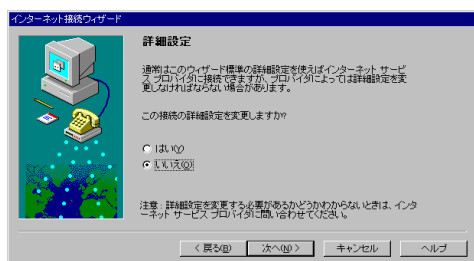 インターネット接続ウィザード
詳細設定
通常はこのウィザード標準の詳細設定を使えばインターネット サービ
ス プロバイダに接続できますが、プロバイダによっては詳細設定を変
更しなければならない場合があります。
この接続の詳細設定を変更しますか?
はい(Y)
いいえ(O)
注意 : 詳細設定を変更する必要があるかどうかわからないときは、インタ
ーネット サービス プロバイダに問い合わせてください。
< 戻る(B) 次へ(N) > キャンセル ヘルプ